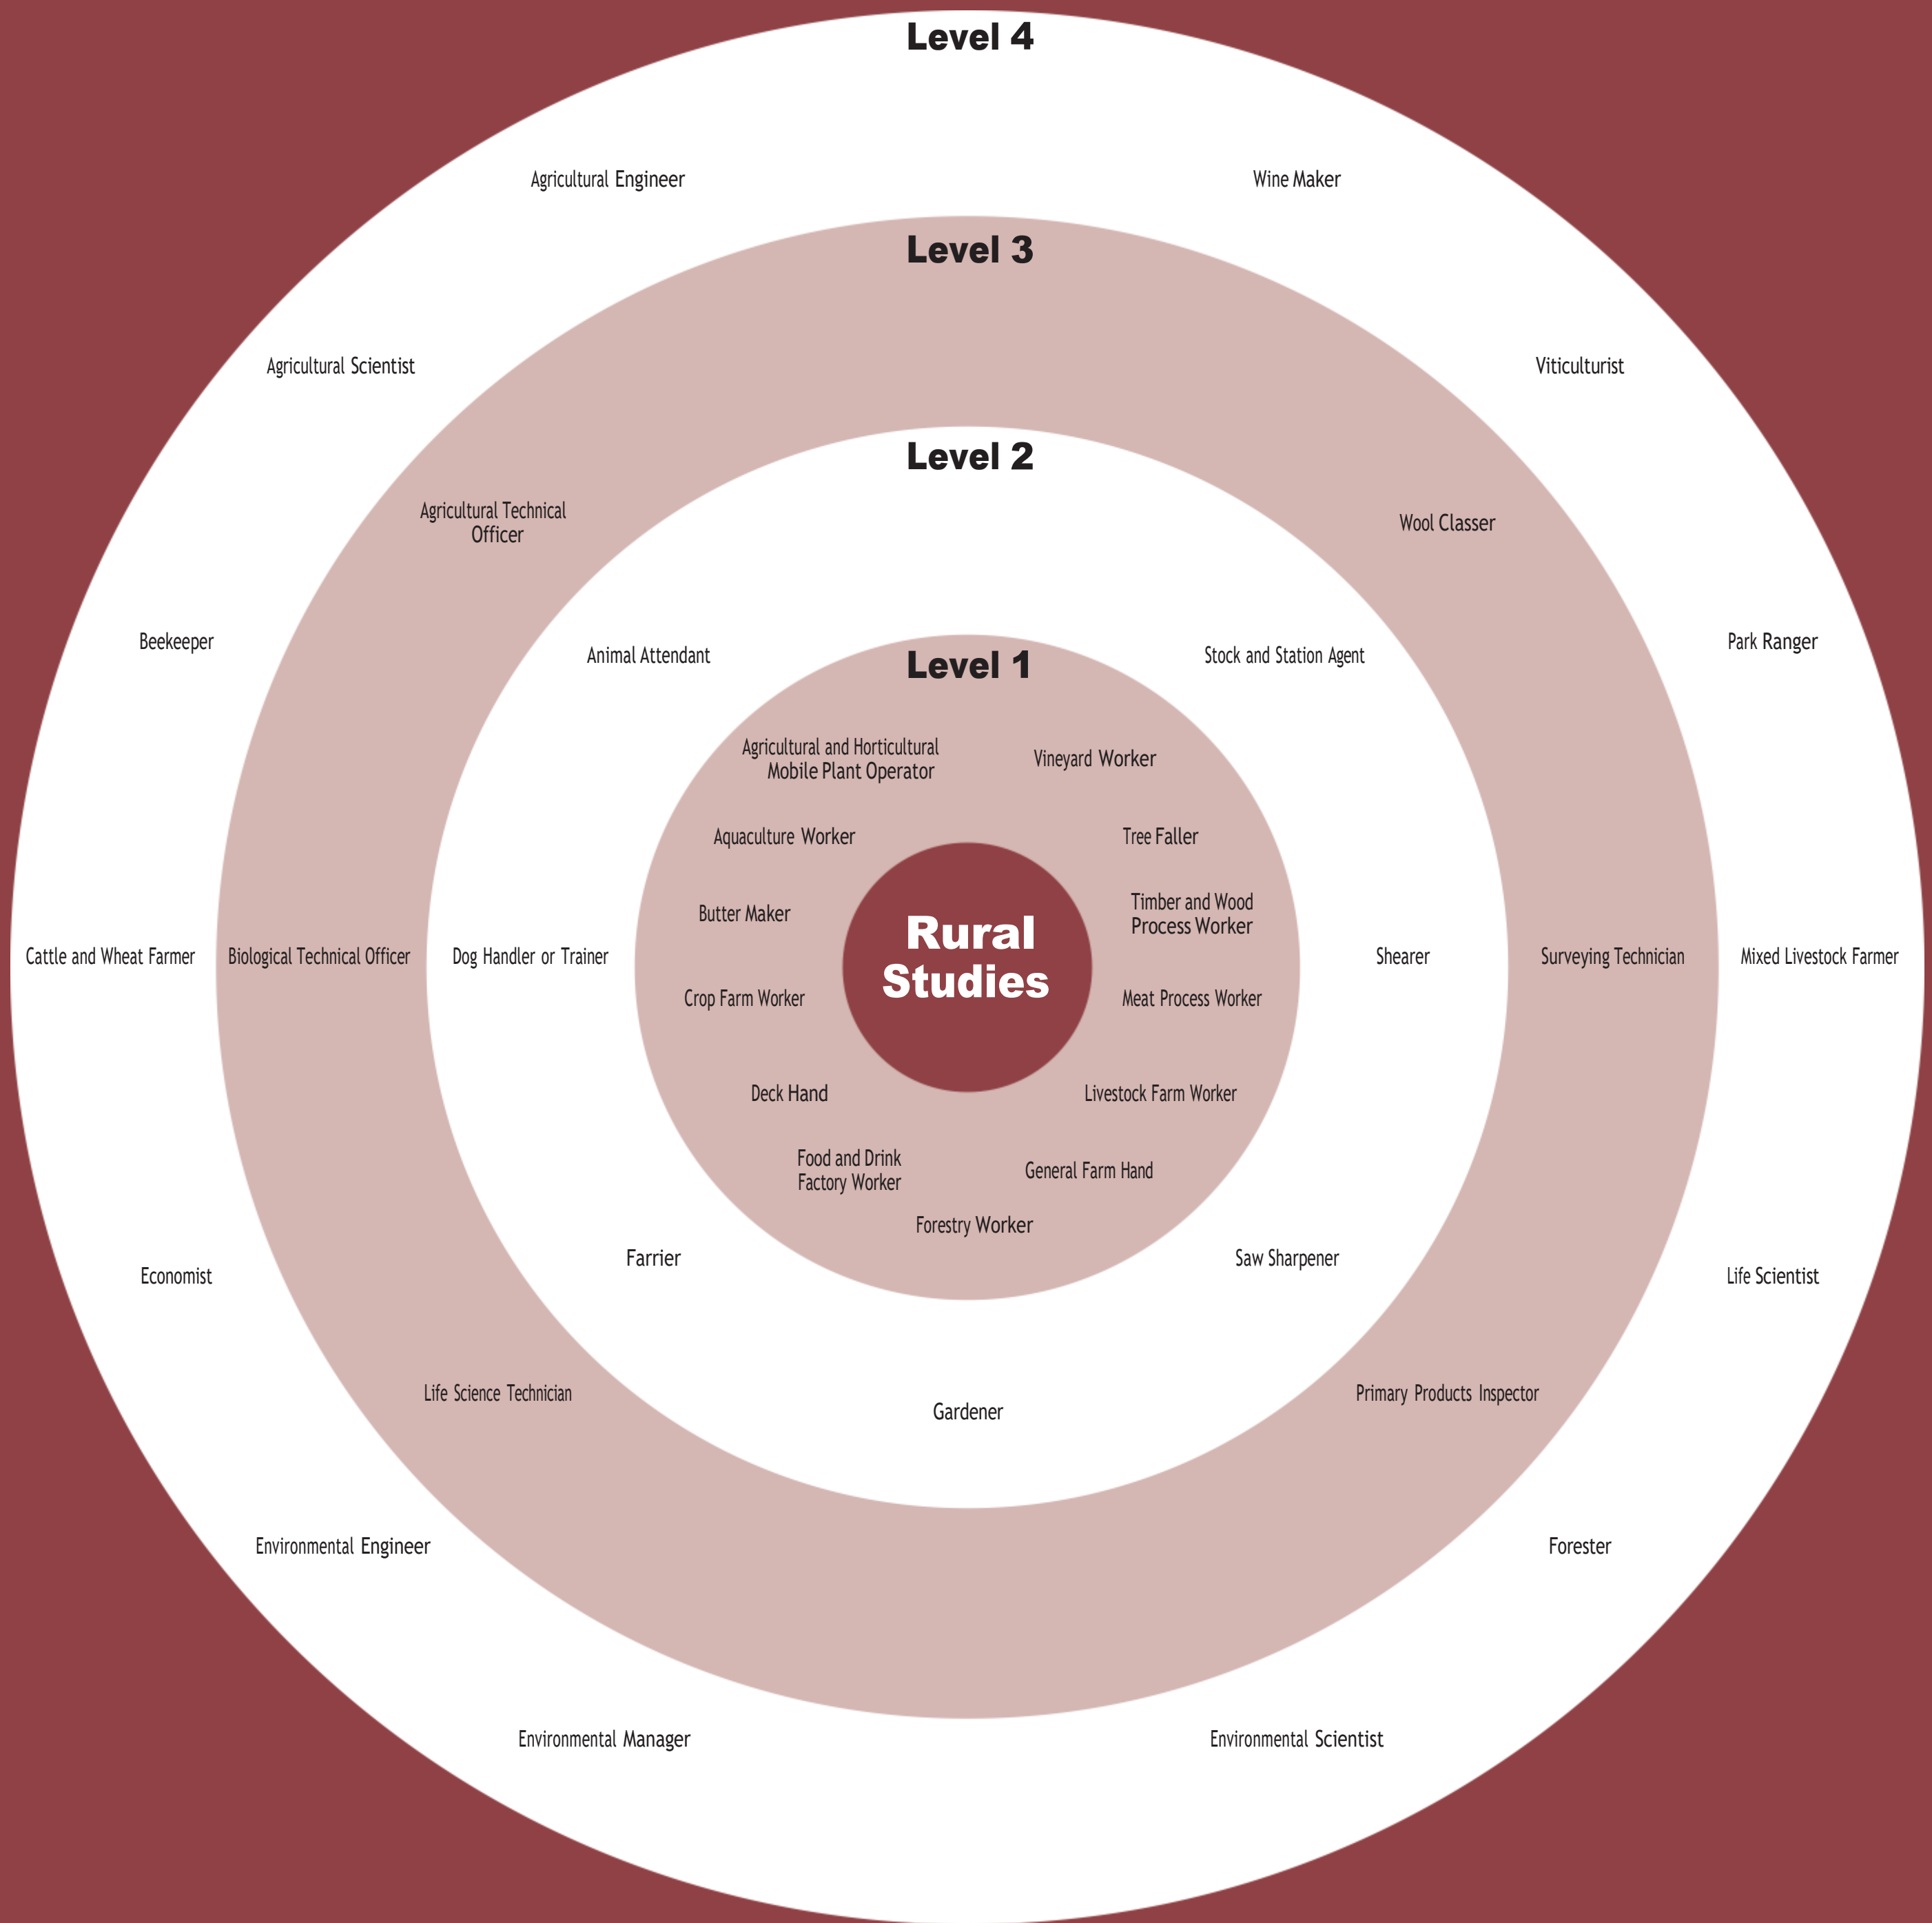 Level 4
Agricultural Engineer
Wine Maker
Level 3
Agricultural Scientist
Viticulturist
Level 2
Agricultural Technical
Officer
Wool Classer
Beekeeper
Park Ranger
Animal Attendant
Stock and Station Agent
Level 1
Agricultural and Horticultural
Mobile Plant Operator
Vineyard Worker
Aquaculture Worker
Tree Faller
Butter Maker
Timber and Wood
Process Worker
Rural
Studies
Cattle and Wheat Farmer
Biological Technical Officer
Dog Handler or Trainer
Shearer
Surveying Technician
Mixed Livestock Farmer
Crop Farm Worker
Meat Process Worker
Deck Hand
Livestock Farm Worker
Food and Drink
Factory Worker
General Farm Hand
Forestry Worker
Farrier
Saw Sharpener
Economist
Life Scientist
Life Science Technician
Primary Products Inspector
Gardener
Environmental Engineer
Forester
Environmental Manager
Environmental Scientist